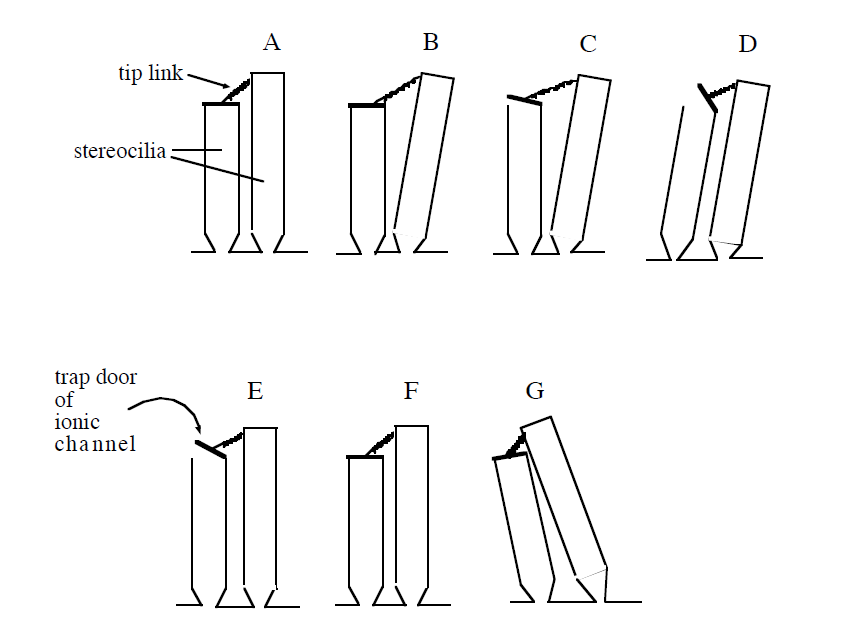 A B C D
tip link
stereocilia
trap door
of
ionic
channel
E F G